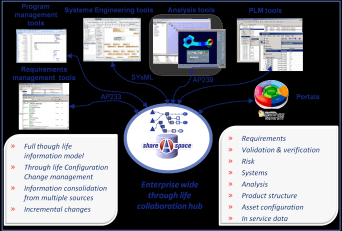 Program
management
tools
Systems Engineering tools
Analysis tools
PLM tools
Requirements
management tools
SysML
AP233
AP239
Portals
share A space
Enterprise wide
through life
collaboration hub
» Full though life
information model
» Through life Configuration
Change management
» Information consolidation
from multiple sources
» Incremental changes
» Requirements
» Validation & verification
» Risk
» Systems
» Analysis
» Product structure
» Asset configuration
» In service data